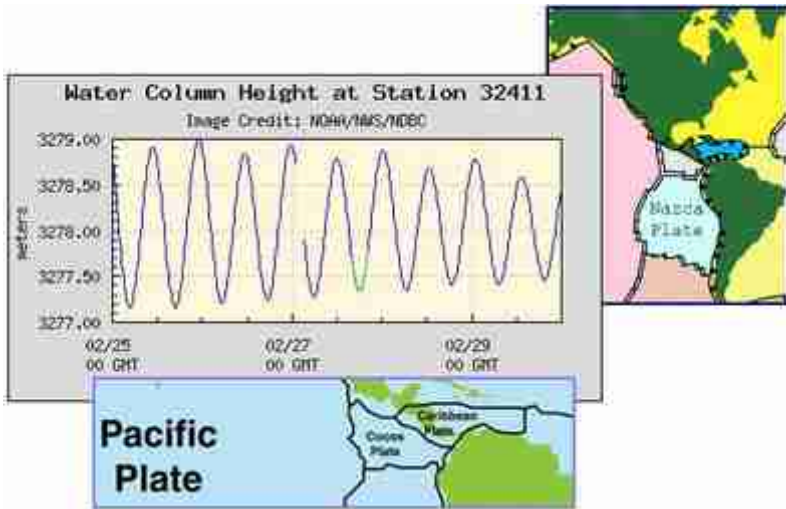 Water Column Height at Station 32411
Image Credit: NOAA/NWS/NDBC
3279.00
3278.50
3278.00
3277.50
3277.00
meters
02/25
00 GMT
02/27
00 GMT
02/29
00 GMT
Nazca
Plate
Pacific
Plate
Cocos
Plate
Caribbean
Plate